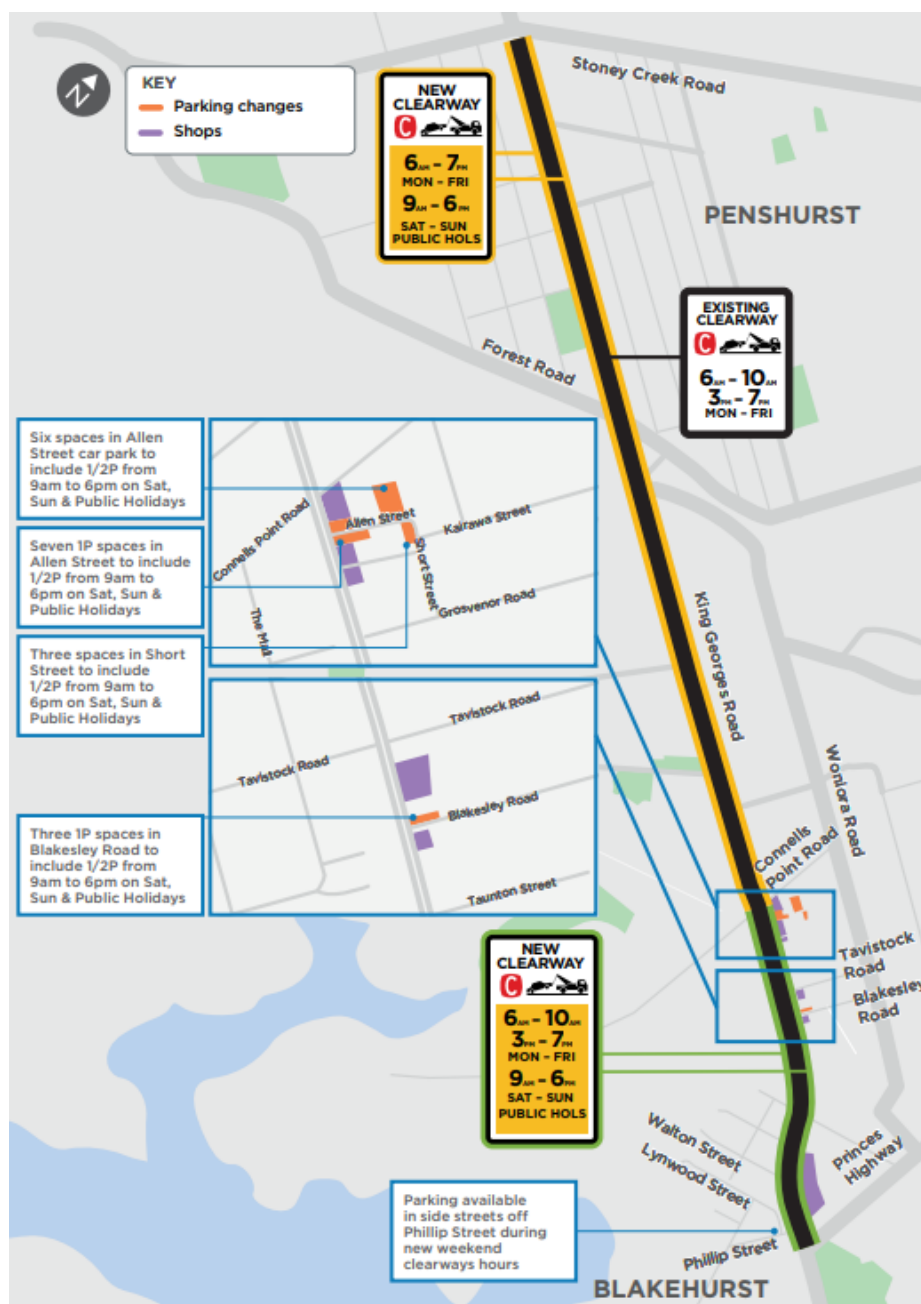 N
KEY
Parking changes
Shops
NEW
CLEARWAY
C
6AM – 7PM
MON – FRI
9AM – 6PM
SAT – SUN
PUBLIC HOLS
Stoney Creek Road
PENSHURST
EXISTING
CLEARWAY
C
6AM – 10AM
3PM – 7PM
MON – FRI
Forest Road
Six spaces in Allen
Street car park to
include 1/2P from
9am to 6pm on Sat,
Sun & Public Holidays
Seven 1P spaces in
Allen Street to include
1/2P from 9am to
6pm on Sat, Sun &
Public Holidays
Three spaces in Short
Street to include
1/2P from 9am to
6pm on Sat, Sun &
Public Holidays
Connells Point Road
Allen Street
Kairawa Street
Short Street
Grosvenor Road
The Mall
King Georges Road
Woniora Road
Tavistock Road
Tavistock Road
Blakesley Road
Taunton Street
Three 1P spaces in
Blakesley Road to
include 1/2P from
9am to 6pm on Sat,
Sun & Public Holidays
Connells
Point Road
Tavistock
Road
Blakesley
Road
NEW
CLEARWAY
C
6AM – 10AM
3PM – 7PM
MON – FRI
9AM – 6PM
SAT – SUN
PUBLIC HOLS
Walton Street
Lynwood Street
Princes
Highway
Parking available
in side streets off
Phillip Street during
new weekend
clearways hours
Phillip Street
BLAKEHURST